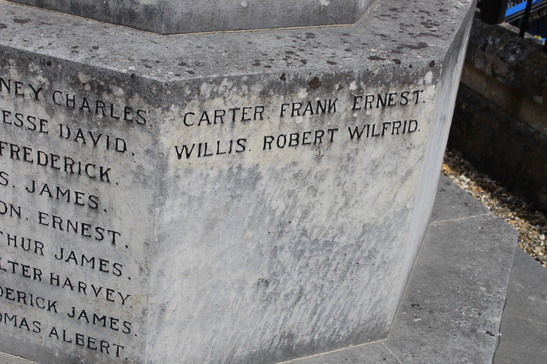 NEY CHARLES.
ESSE DAVID.
FREDERICK.
S. JAMES.
ON. ERNEST.
THUR JAMES.
LTER HARVEY
DERICK JAMES.
OMAS ALBERT
CARTER. FRANK ERNEST.
WILLIS. ROBERT WILFRID.